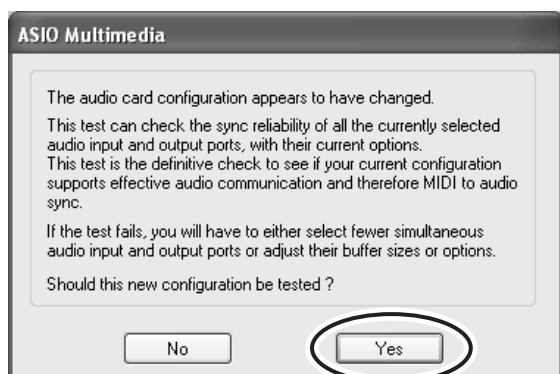 ASIO Multimedia
The audio card configuration appears to have changed.
This test can check the sync reliability of all the currently selected
audio input and output ports, with their current options.
This test is the definitive check to see if your current configuration
supports effective audio communication and therefore MIDI to audio
sync.
If the test fails, you will have to either select fewer simultaneous
audio input and output ports or adjust their buffer sizes or options.
Should this new configuration be tested ?
No Yes